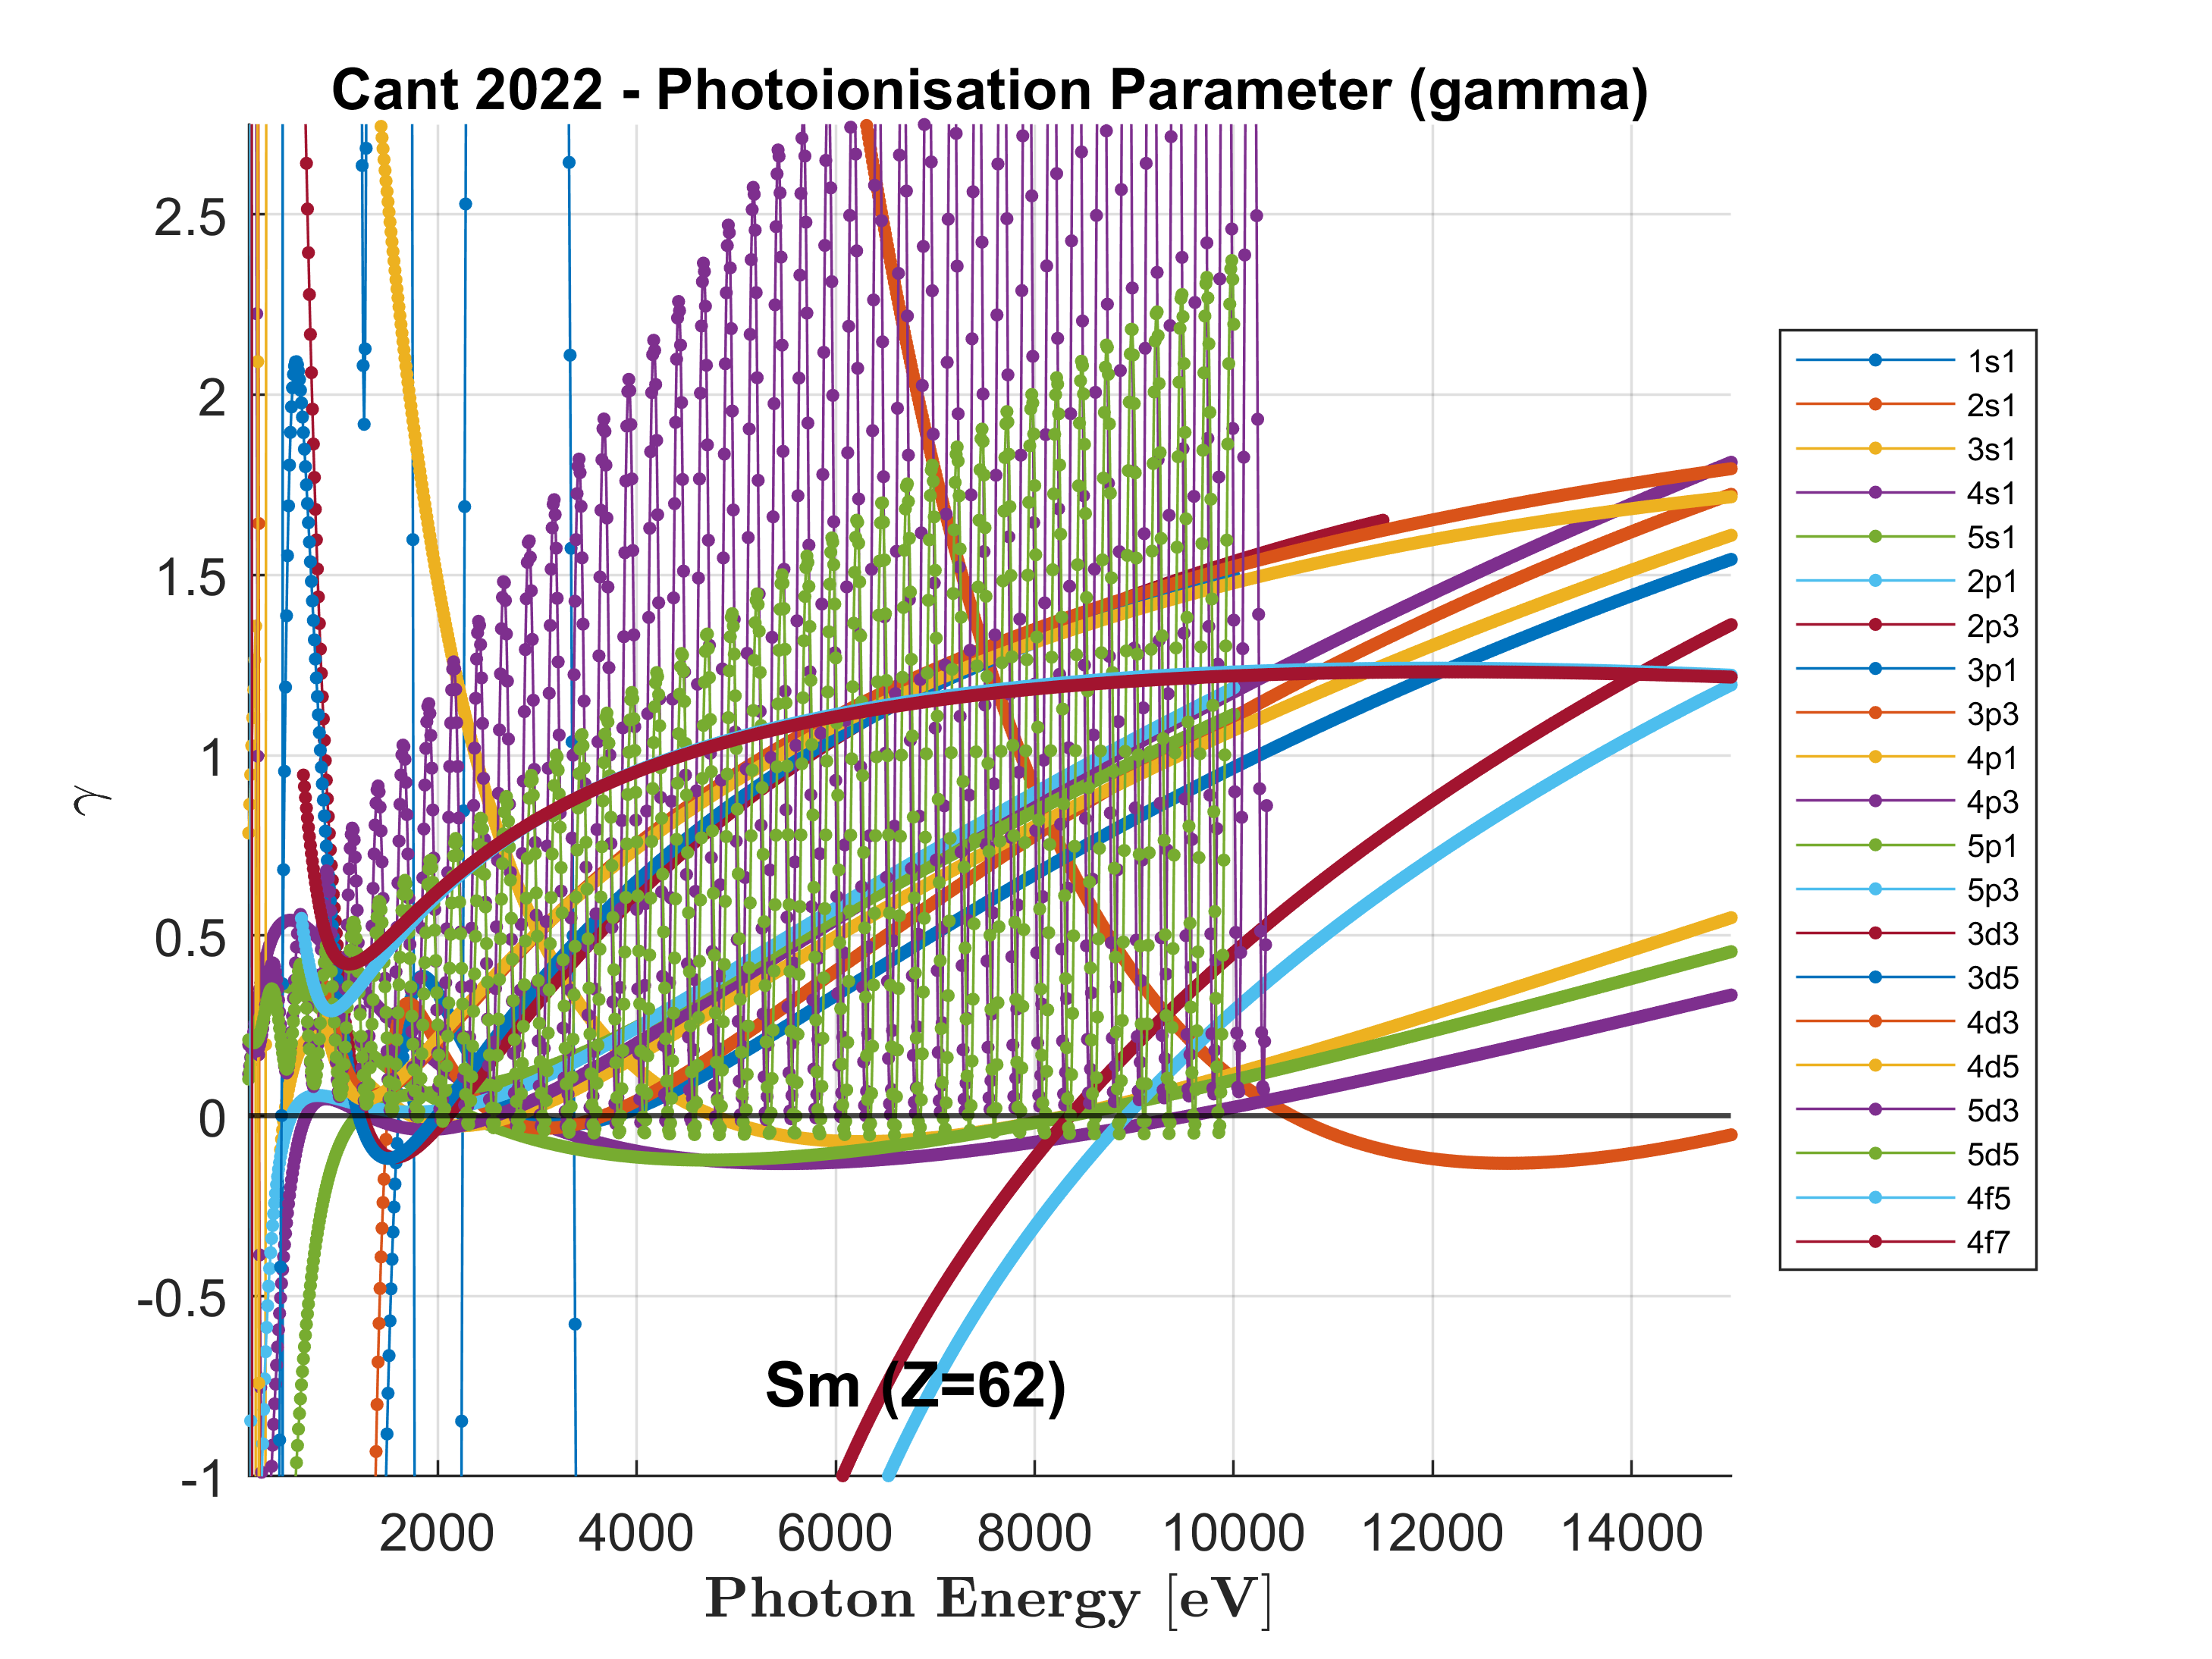 Cant 2022 - Photoionisation Parameter (gamma)
2.5
2
1.5
1
0.5
0
-0.5
-1
γ
2000 4000 6000 8000 10000 12000 14000
Photon Energy [eV]
Sm (Z=62)
1s1
2s1
3s1
4s1
5s1
2p1
2p3
3p1
3p3
4p1
4p3
5p1
5p3
3d3
3d5
4d3
4d5
5d3
5d5
4f5
4f7